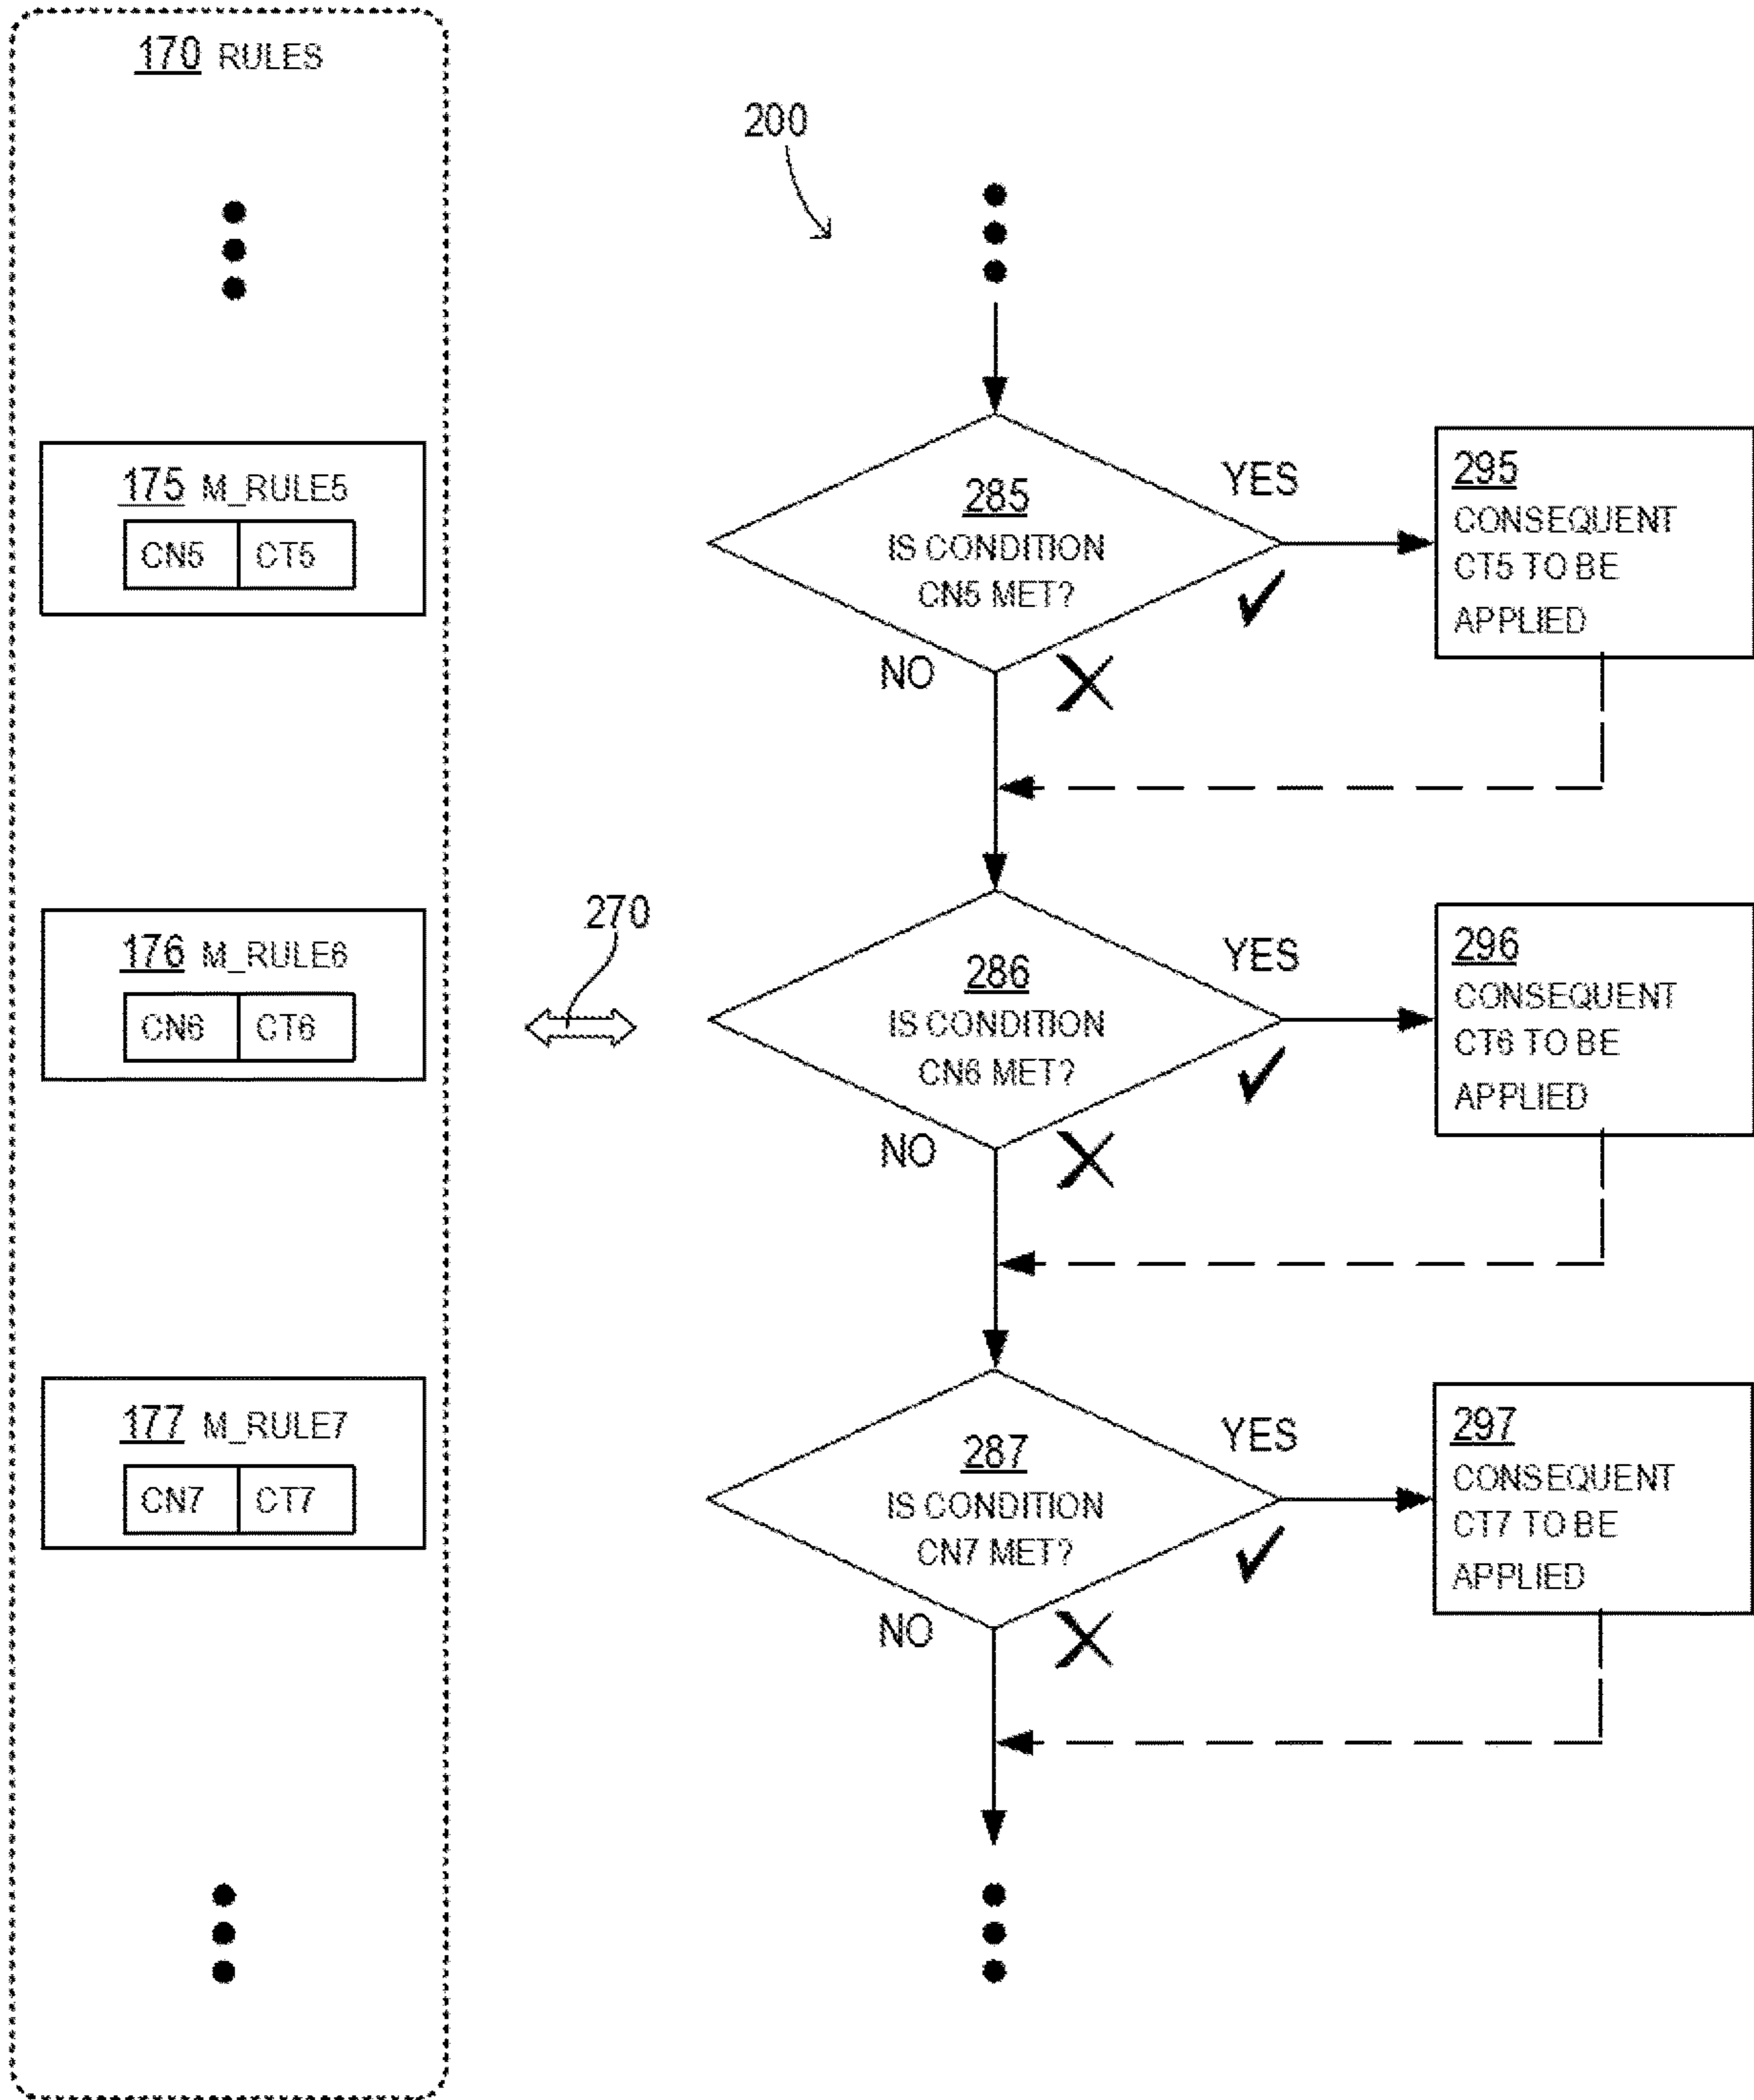 170 RULES
200
175 M_RULE5
CN5 CT5
285
IS CONDITION
CN5 MET?
YES
NO
295
CONSEQUENT
CT5 TO BE
APPLIED
270
176 M_RULE6
CN6 CT6
286
IS CONDITION
CN6 MET?
YES
NO
296
CONSEQUENT
CT6 TO BE
APPLIED
177 M_RULE7
CN7 CT7
287
IS CONDITION
CN7 MET?
YES
NO
297
CONSEQUENT
CT7 TO BE
APPLIED